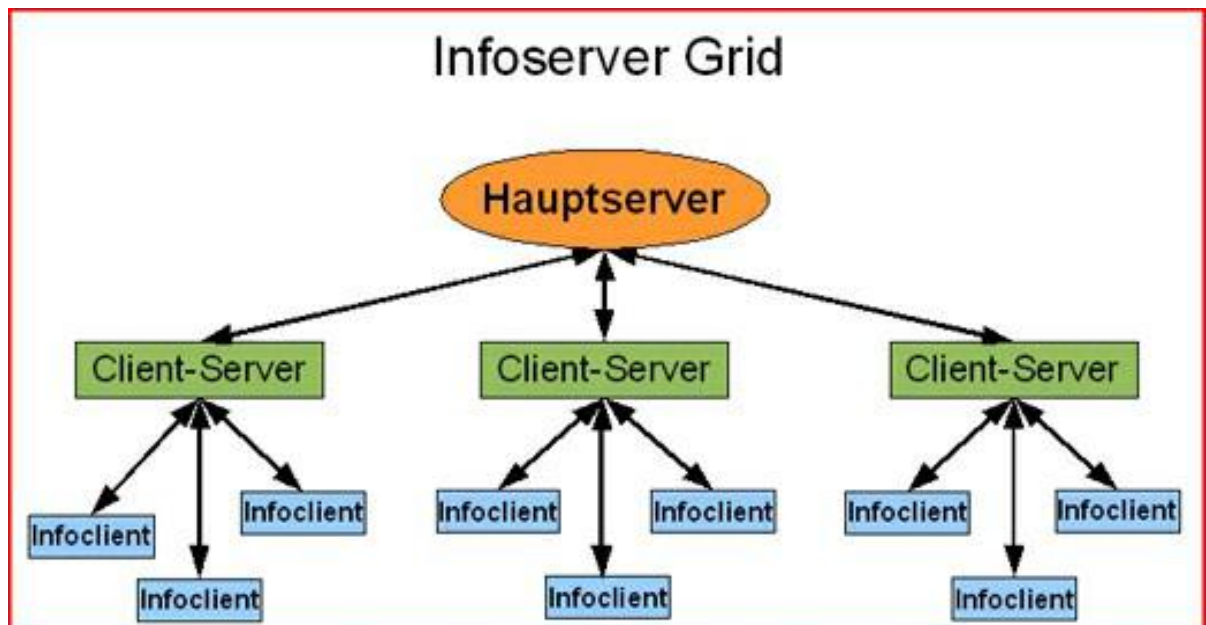 Infoserver Grid
Hauptserver
Client-Server
Client-Server
Client-Server
Infoclient
Infoclient
Infoclient
Infoclient
Infoclient
Infoclient
Infoclient
Infoclient
Infoclient